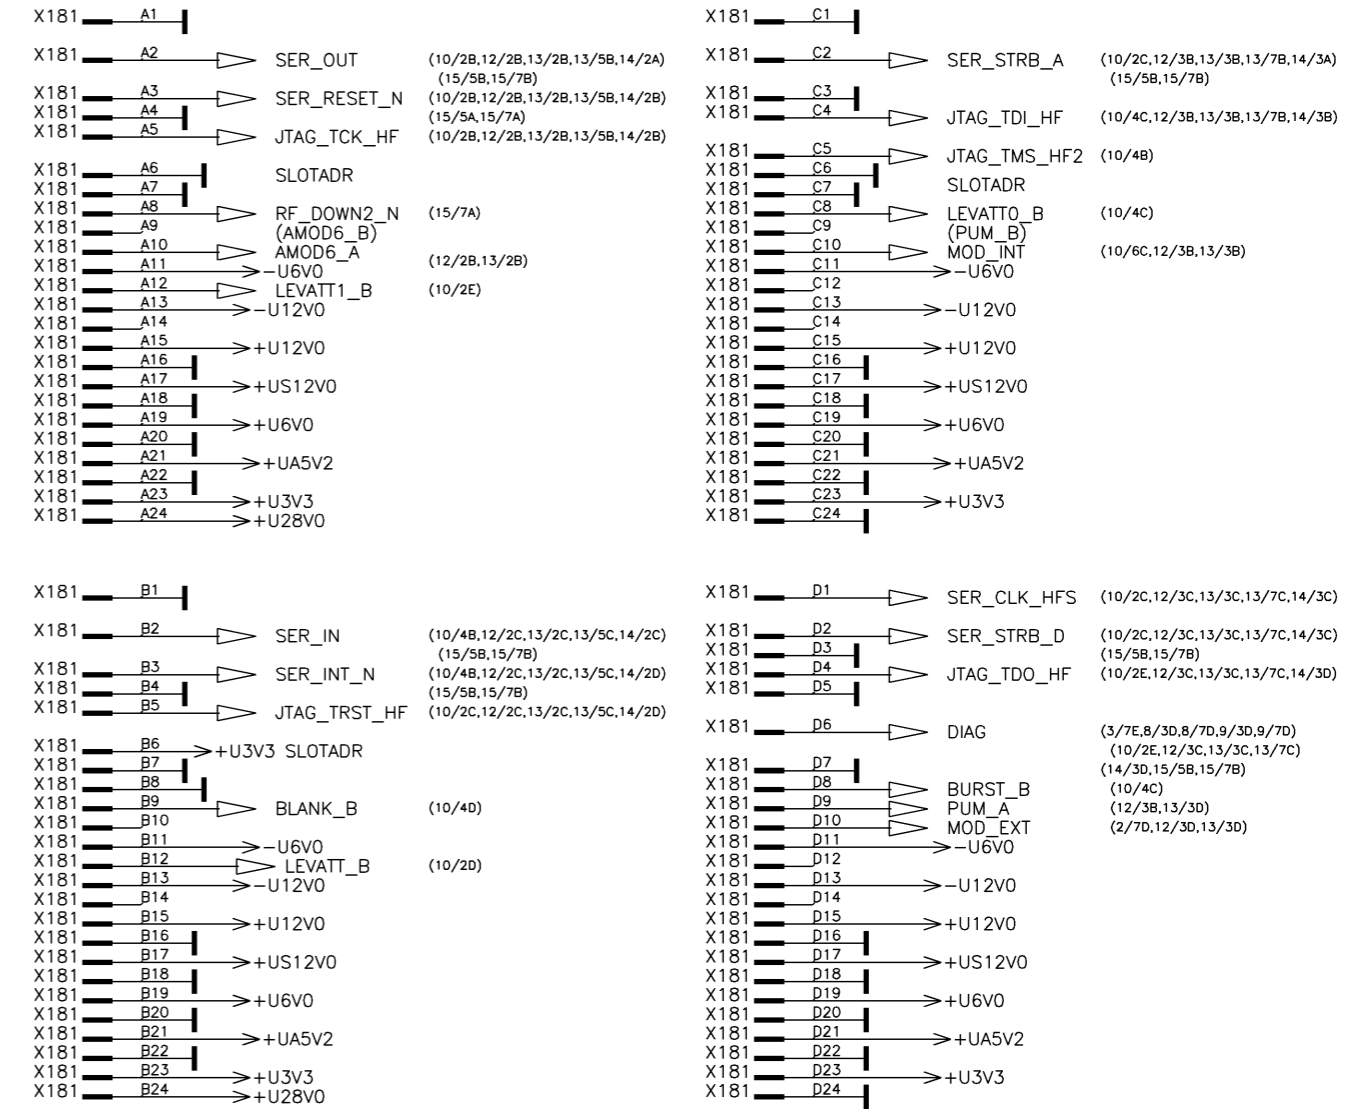 X181 A1
X181 A2 SER_OUT (10/2B,12/2B,13/2B,13/5B,14/2A)
(15/5B,15/7B)
X181 A3 SER_RESET_N (10/2B,12/2B,13/2B,13/5B,14/2B)
X181 A4 (15/5A,15/7A)
X181 A5 JTAG_TCK_HF (10/2B,12/2B,13/2B,13/5B,14/2B)
X181 A6 SLOTADR
X181 A7
X181 A8 RF_DOWN2_N (15/7A)
X181 A9 (AMOD6_B)
X181 A10 AMOD6_A (12/2B,13/2B)
X181 A11 -U6V0
X181 A12 LEVATT1_B (10/2E)
X181 A13 -U12V0
X181 A14
X181 A15 +U12V0
X181 A16
X181 A17 +US12V0
X181 A18
X181 A19 +U6V0
X181 A20
X181 A21 +UA5V2
X181 A22
X181 A23 +U3V3
X181 A24 +U28V0
X181 C1
X181 C2 SER_STRB_A (10/2C,12/3B,13/3B,13/7B,14/3A)
(15/5B,15/7B)
X181 C3
X181 C4 JTAG_TDI_HF (10/4C,12/3B,13/3B,13/7B,14/3B)
X181 C5 JTAG_TMS_HF2 (10/4B)
X181 C6 SLOTADR
X181 C7
X181 C8 LEVATT0_B (10/4C)
X181 C9 (PUM_B)
X181 C10 MOD_INT (10/6C,12/3B,13/3B)
X181 C11 -U6V0
X181 C12
X181 C13 -U12V0
X181 C14
X181 C15 +U12V0
X181 C16
X181 C17 +US12V0
X181 C18
X181 C19 +U6V0
X181 C20
X181 C21 +UA5V2
X181 C22
X181 C23 +U3V3
X181 C24
X181 B1
X181 B2 SER_IN (10/4B,12/2C,13/2C,13/5C,14/2C)
(15/5B,15/7B)
X181 B3 SER_INT_N (10/4B,12/2C,13/2C,13/5C,14/2D)
X181 B4 (15/5B,15/7B)
X181 B5 JTAG_TRST_HF (10/2C,12/2C,13/2C,13/5C,14/2D)
X181 B6 +U3V3 SLOTADR
X181 B7
X181 B8
X181 B9 BLANK_B (10/4D)
X181 B10
X181 B11 -U6V0
X181 B12 LEVATT_B (10/2D)
X181 B13 -U12V0
X181 B14
X181 B15 +U12V0
X181 B16
X181 B17 +US12V0
X181 B18
X181 B19 +U6V0
X181 B20
X181 B21 +UA5V2
X181 B22
X181 B23 +U3V3
X181 B24 +U28V0
X181 D1 SER_CLK_HFS (10/2C,12/3C,13/3C,13/7C,14/3C)
X181 D2 SER_STRB_D (10/2C,12/3C,13/3C,13/7C,14/3C)
X181 D3 (15/5B,15/7B)
X181 D4 JTAG_TDO_HF (10/2E,12/3C,13/3C,13/7C,14/3D)
X181 D5
X181 D6 DIAG (3/7E,8/3D,8/7D,9/3D,9/7D)
(10/2E,12/3C,13/3C,13/7C)
X181 D7 (14/3D,15/5B,15/7B)
X181 D8 BURST_B (10/4C)
X181 D9 PUM_A (12/3B,13/3D)
X181 D10 MOD_EXT (2/7D,12/3D,13/3D)
X181 D11 -U6V0
X181 D12
X181 D13 -U12V0
X181 D14
X181 D15 +U12V0
X181 D16
X181 D17 +US12V0
X181 D18
X181 D19 +U6V0
X181 D20
X181 D21 +UA5V2
X181 D22
X181 D23 +U3V3
X181 D24